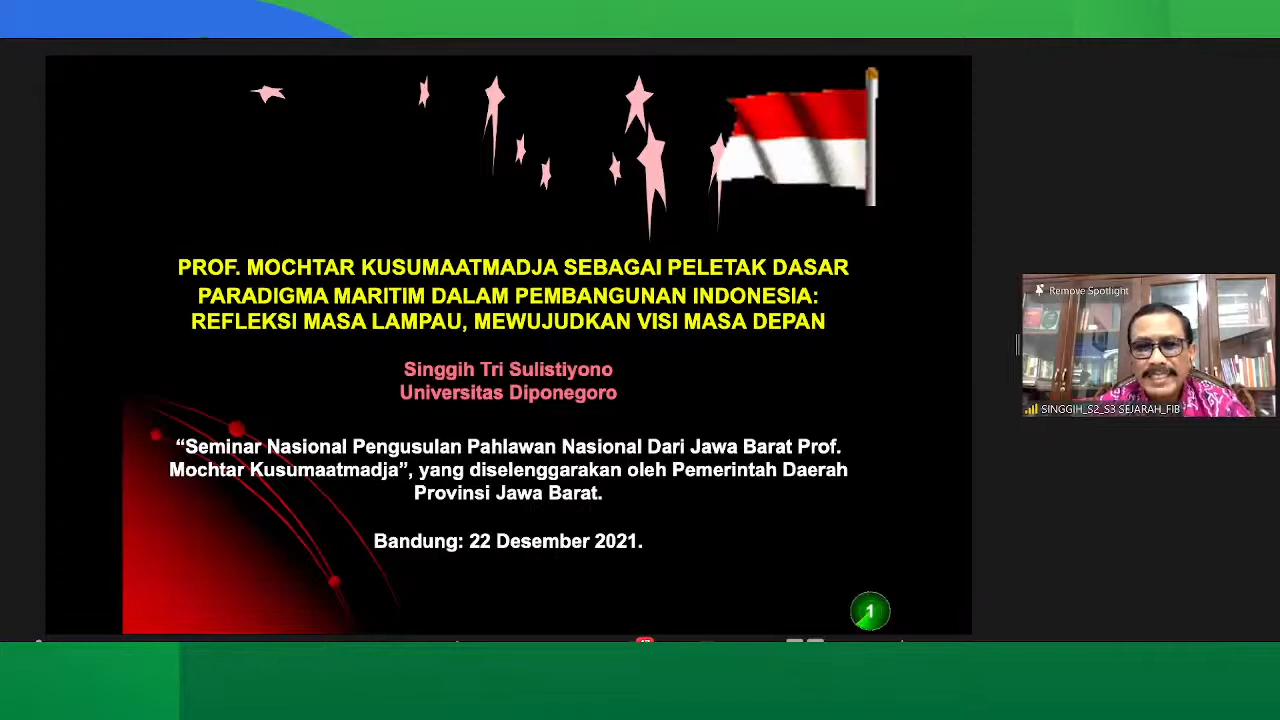 PROF. MOCHTAR KUSUMAATMADJA SEBAGAI PELETAK DASAR
PARADIGMA MARITIM DALAM PEMBANGUNAN INDONESIA:
REFLEKSI MASA LAMPAU, MEWUJUDKAN VISI MASA DEPAN
Singgih Tri Sulistiyono
Universitas Diponegoro
“Seminar Nasional Pengusulan Pahlawan Nasional Dari Jawa Barat Prof.
Mochtar Kusumaatmadja”, yang diselenggarakan oleh Pemerintah Daerah
Provinsi Jawa Barat.
Bandung: 22 Desember 2021.
1
Remove Spotlight
SINGGIH_S2_S3 SEJARAH_FIB